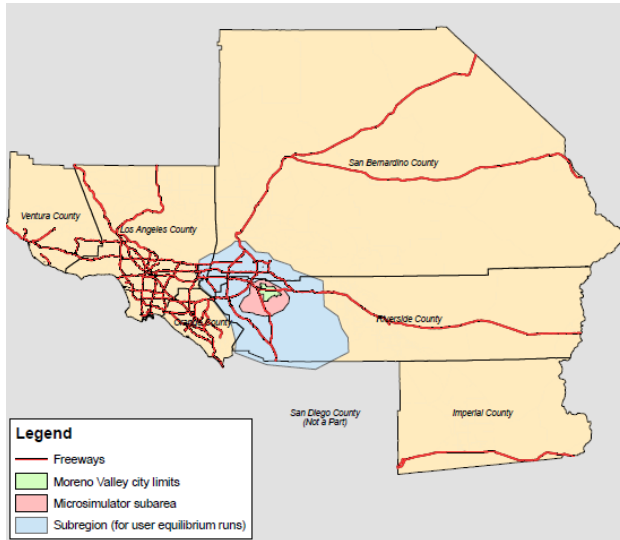 San Bernardino County
Ventura County
Los Angeles County
Orange County
Riverside County
San Diego County
(Not a Part)
Imperial County
Legend
Freeways
Moreno Valley city limits
Microsimulator subarea
Subregion (for user equilibrium runs)